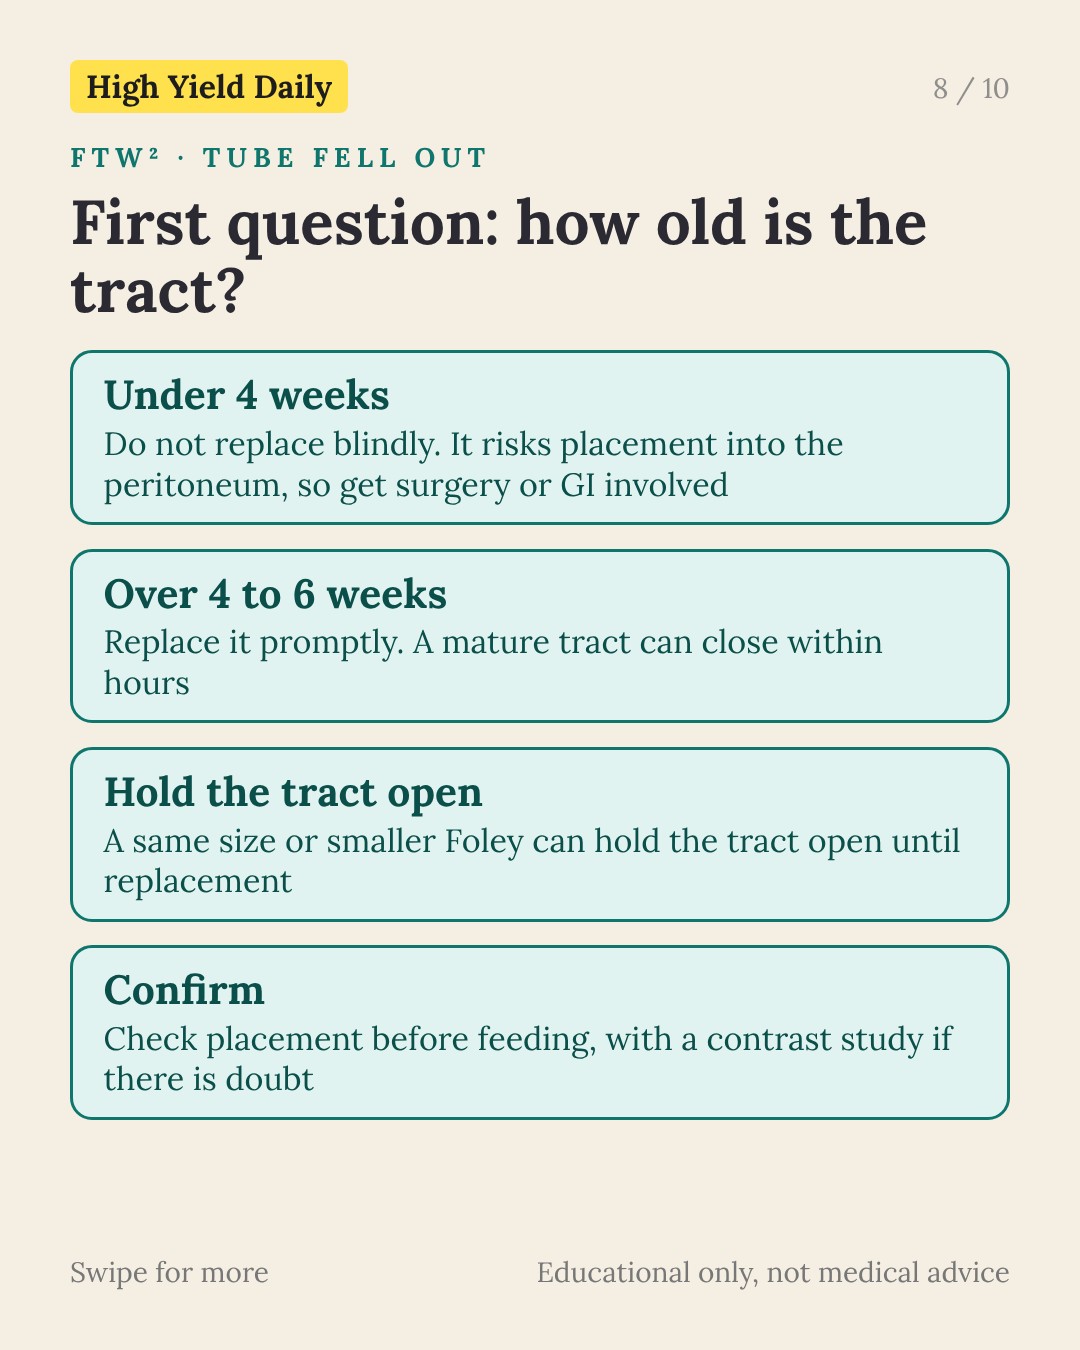 High Yield Daily
8 / 10
FTW² · TUBE FELL OUT
First question: how old is the
tract?
Under 4 weeks
Do not replace blindly. It risks placement into the
peritoneum, so get surgery or GI involved
Over 4 to 6 weeks
Replace it promptly. A mature tract can close within
hours
Hold the tract open
A same size or smaller Foley can hold the tract open until
replacement
Confirm
Check placement before feeding, with a contrast study if
there is doubt
Swipe for more
Educational only, not medical advice